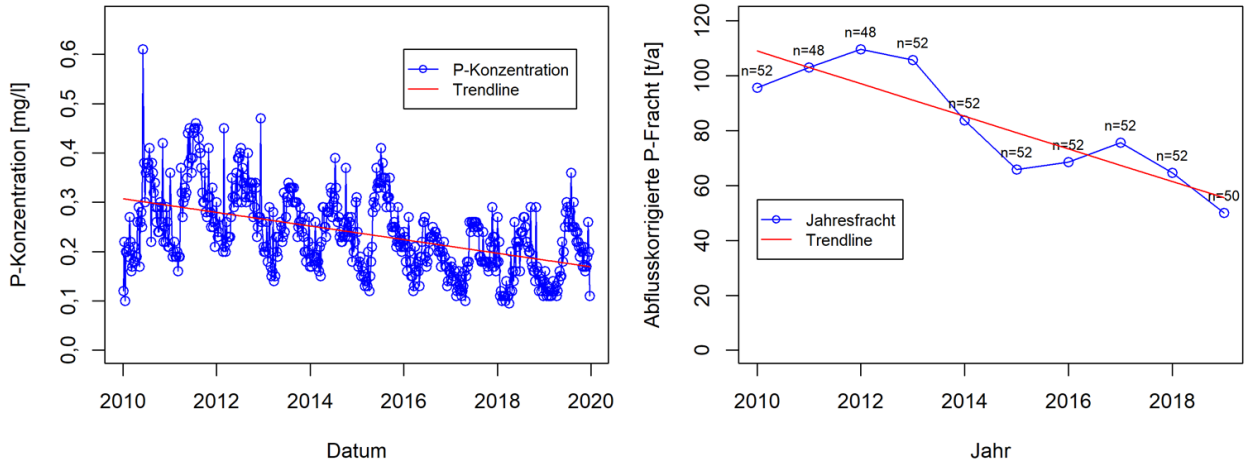 P-Konzentration [mg/l]
0,6
0,5
0,4
0,3
0,2
0,1
0,0
P-Konzentration
Trendline
2010
2012
2014
2016
2018
2020
Datum
Abflusskorrigierte P-Fracht [t/a]
120
100
80
60
40
20
0
n=52
n=48
n=48
n=52
n=52
n=52
n=52
n=52
n=52
n=50
Jahresfracht
Trendline
2010
2012
2014
2016
2018
Jahr